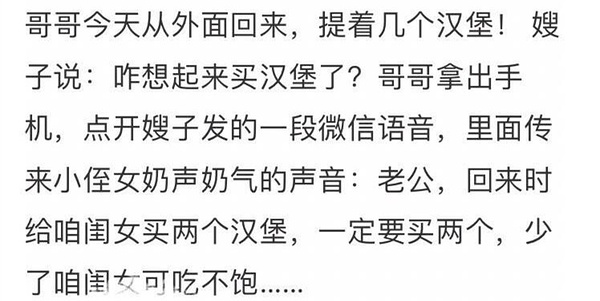 哥哥今天从外面回来，提着几个汉堡！ 嫂
子说：咋想起来买汉堡了？哥哥拿出手
机，点开嫂子发的一段微信语音，里面传
来小侄女奶声奶气的声音：老公，回来时
给咱闺女买两个汉堡，一定要买两个，少
了咱闺女可吃不饱......